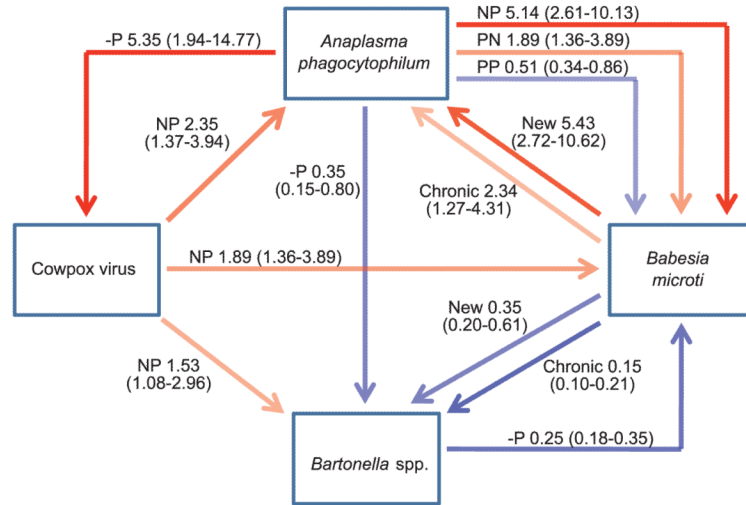 NP 5.14 (2.61-10.13)
-P 5.35 (1.94-14.77)
Anaplasma
phagocytophilum
PN 1.89 (1.36-3.89)
PP 0.51 (0.34-0.86)
NP 2.35
(1.37-3.94)
New 5.43
(2.72-10.62)
-P 0.35
(0.15-0.80)
Chronic 2.34
(1.27-4.31)
Cowpox virus
NP 1.89 (1.36-3.89)
Babesia
microti
New 0.35
(0.20-0.61)
NP 1.53
(1.08-2.96)
Chronic 0.15
(0.10-0.21)
Bartonella spp.
-P 0.25 (0.18-0.35)